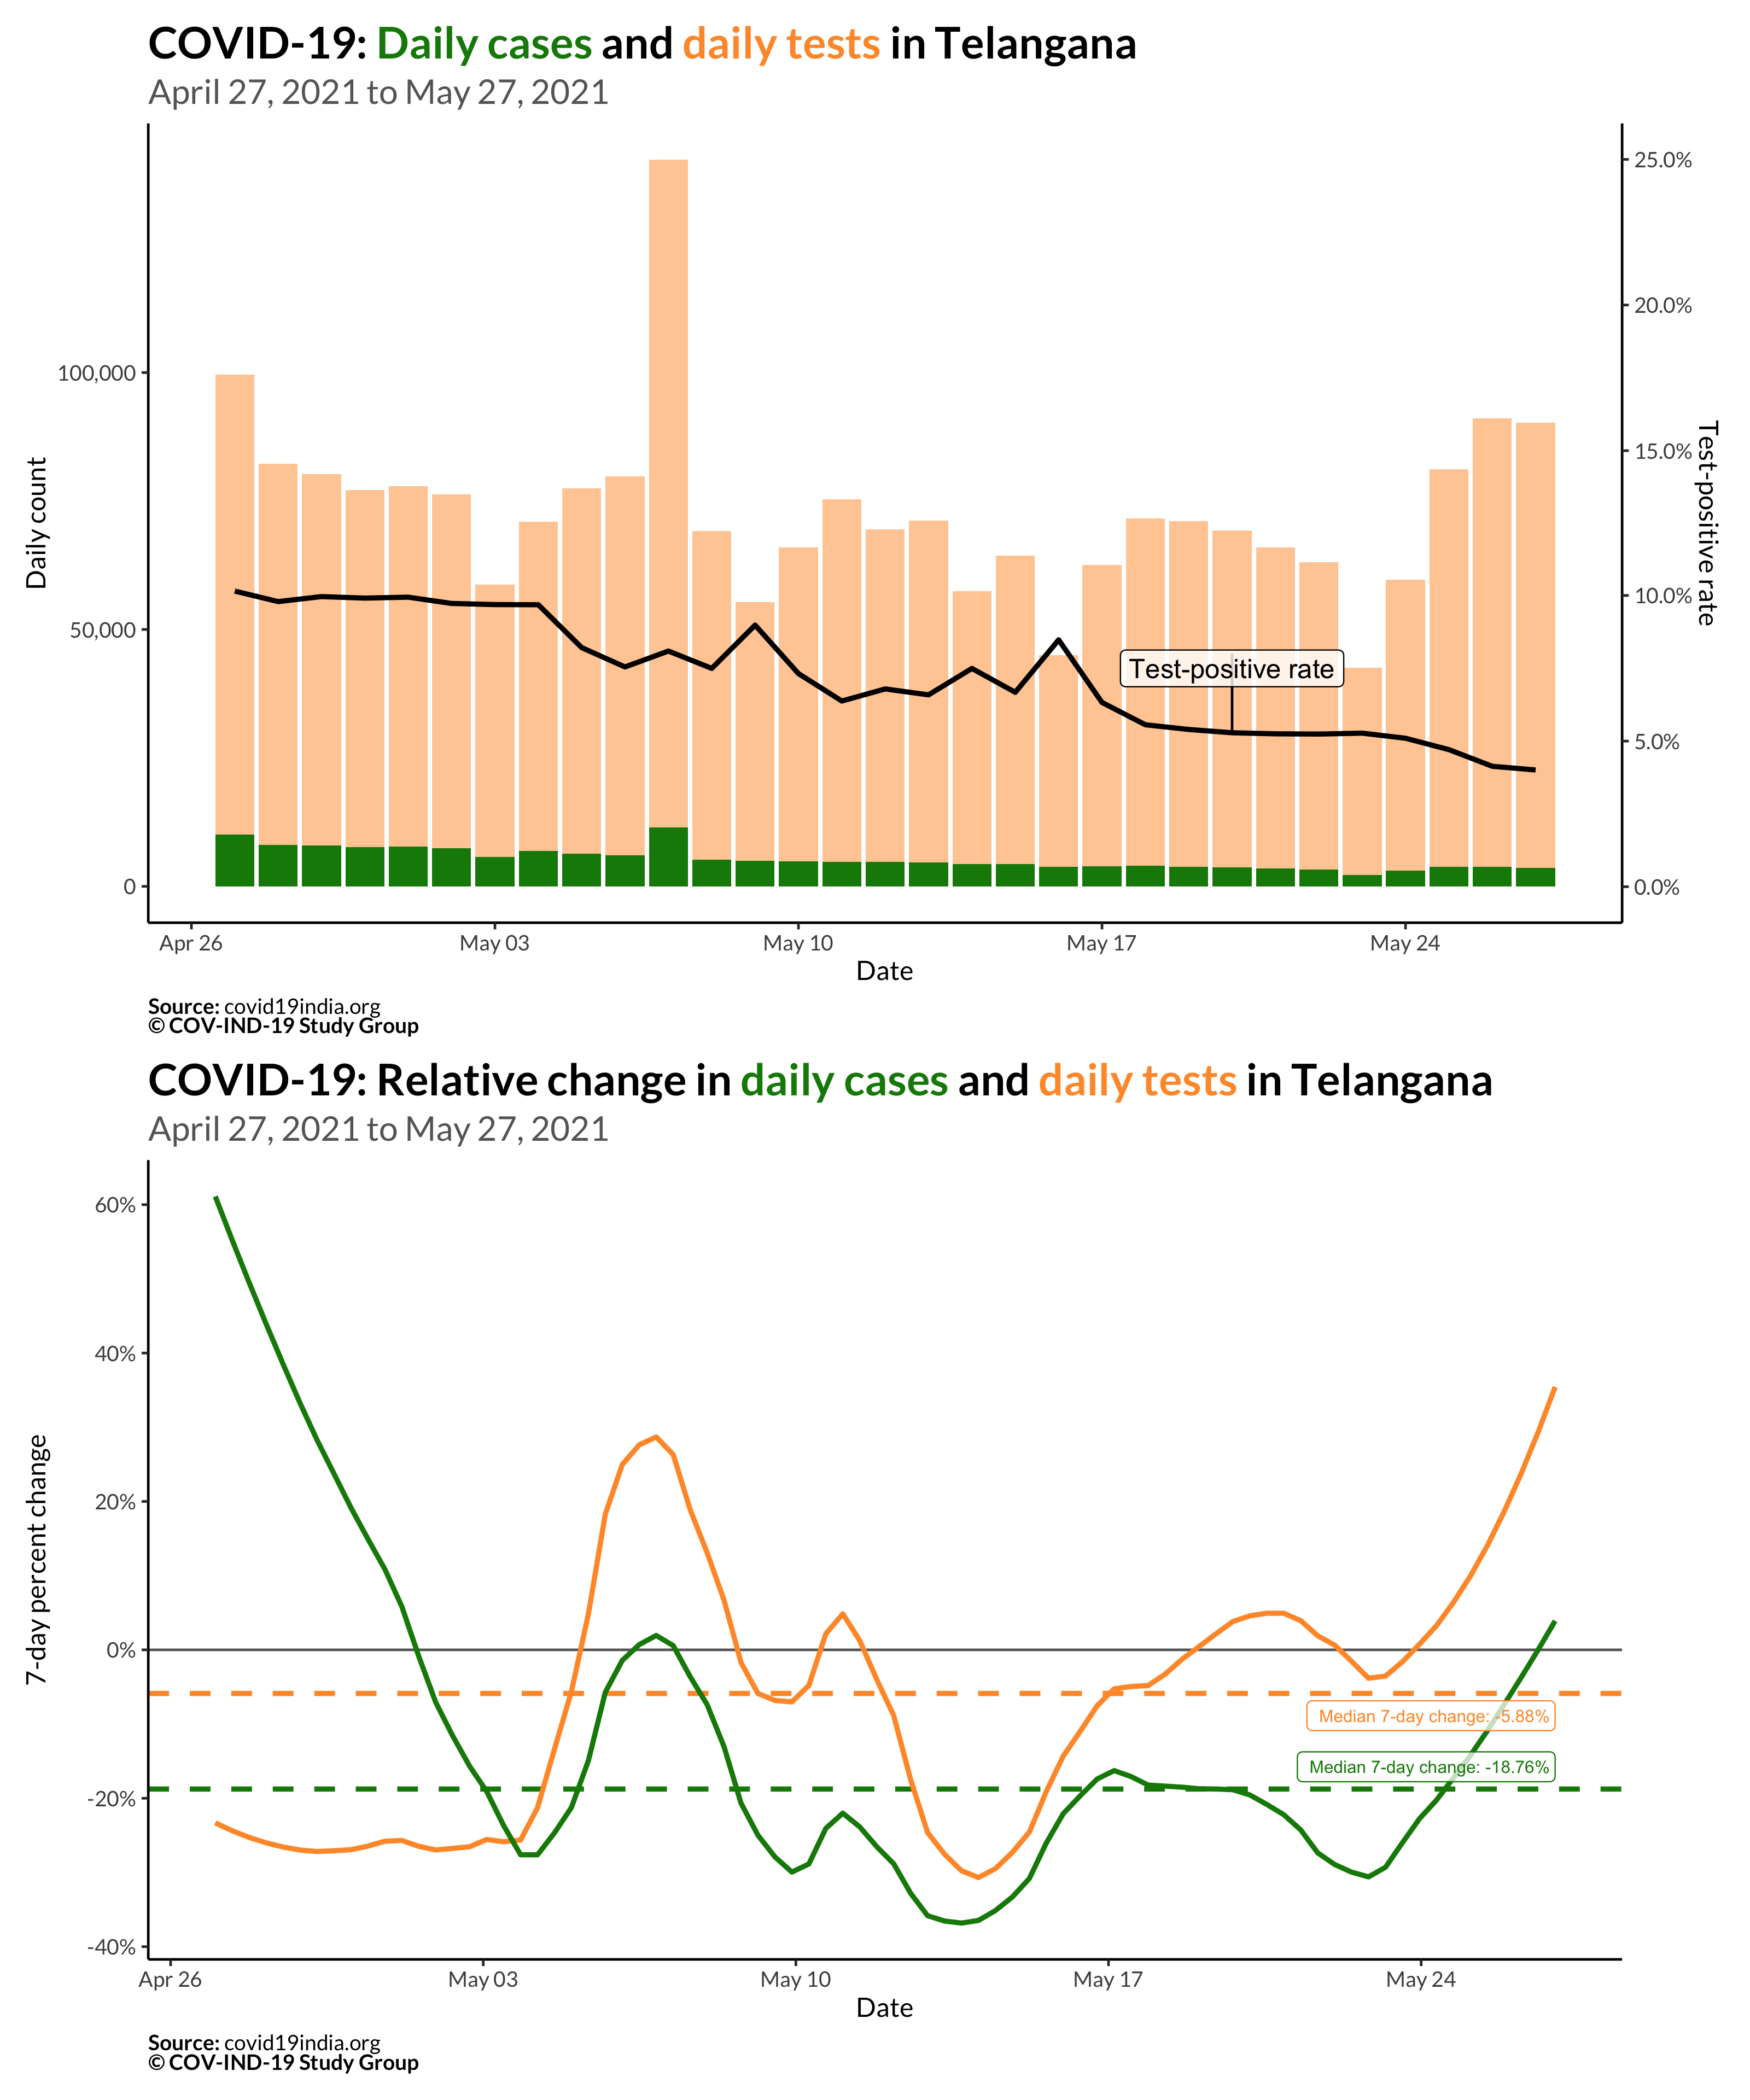 COVID-19: Daily cases and daily tests in Telangana
April 27, 2021 to May 27, 2021
Daily count
100,000
50,000
0
25.0%
20.0%
15.0%
10.0%
5.0%
0.0%
Test-positive rate
Test-positive rate
Apr 26 May 03 May 10 May 17 May 24
Date
Source: covid19india.org
© COV-IND-19 Study Group
COVID-19: Relative change in daily cases and daily tests in Telangana
April 27, 2021 to May 27, 2021
7-day percent change
60%
40%
20%
0%
-20%
-40%
Median 7-day change: -5.88%
Median 7-day change: -18.76%
Apr 26 May 03 May 10 May 17 May 24
Date
Source: covid19india.org
© COV-IND-19 Study Group